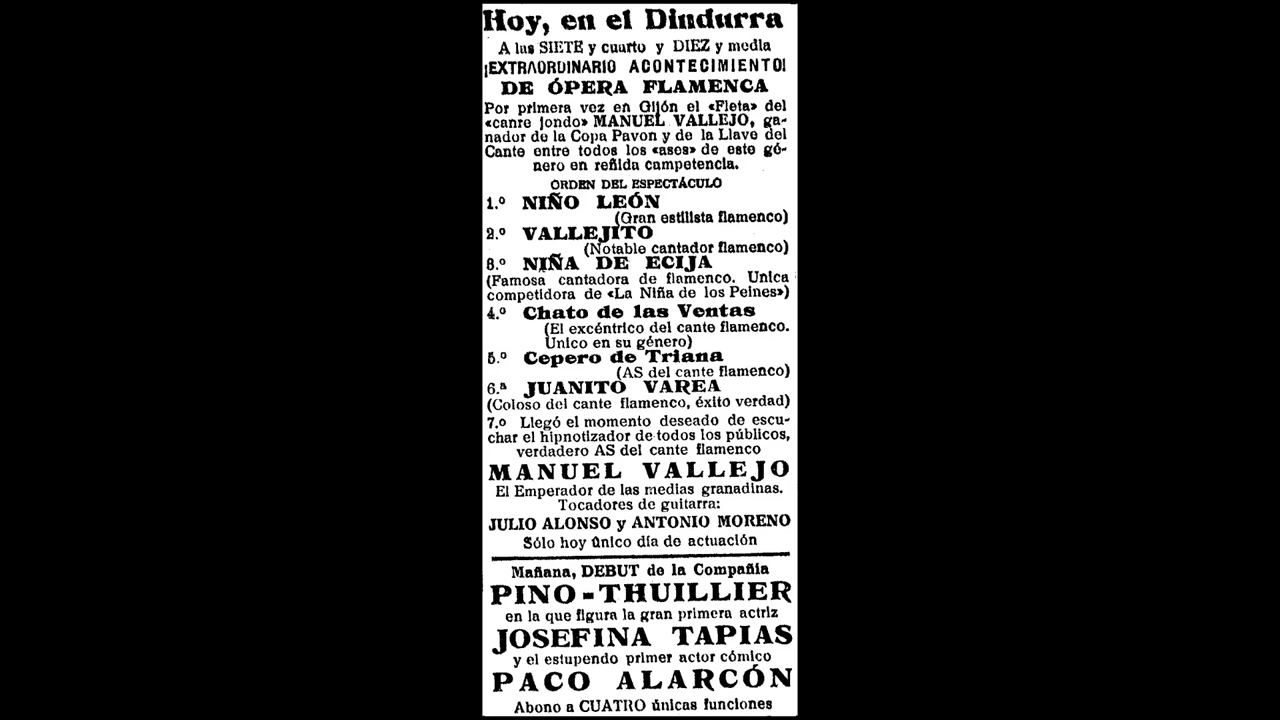 Hoy, en el Dindurra
A las SIETE y cuarto y DIEZ y media
¡EXTRAORDINARIO ACONTECIMIENTO!
DE ÓPERA FLAMENCA
Por primera vez en Gijón el «Fleta» del
«canre jondo» MANUEL VALLEJO, ga-
nador de la Copa Pavon y de la Llave del
Cante entre todos los «ases» de este gé-
nero en reñida campetencia.
ORDEN DEL ESPECTÁCULO
1.º NIÑO LEÓN
(Gran estilista flamenco)
2.º VALLEJITO
(Notable cantador flamenco)
3.º NIÑA DE ECIJA
(Famosa cantadora de flamenco. Unica
competidora de «La Niña de los Peines»)
4.º Chato de las Ventas
(El excéntrico del cante flamenco.
Unico en su género)
5.º Cepero de Triana
(AS del cante flamenco)
6.ª JUANITO VAREA
(Coloso del cante flamenco, éxito verdad)
7.º Llegó el momento deseado de escu-
char el hipnotizador de todos los públicos,
verdadero AS del cante flamenco
MANUEL VALLEJO
El Emperador de las medias granadinas.
Tocadores de guitarra:
JULIO ALONSO y ANTONIO MORENO
Sólo hoy único día de actuación
Mañana, DEBUT de la Compañía
PINO-THUILLIER
en la que figura la gran primera actriz
JOSEFINA TAPIAS
y el estupendo primer actor cómico
PACO ALARCÓN
Abono a CUATRO únicas funciones